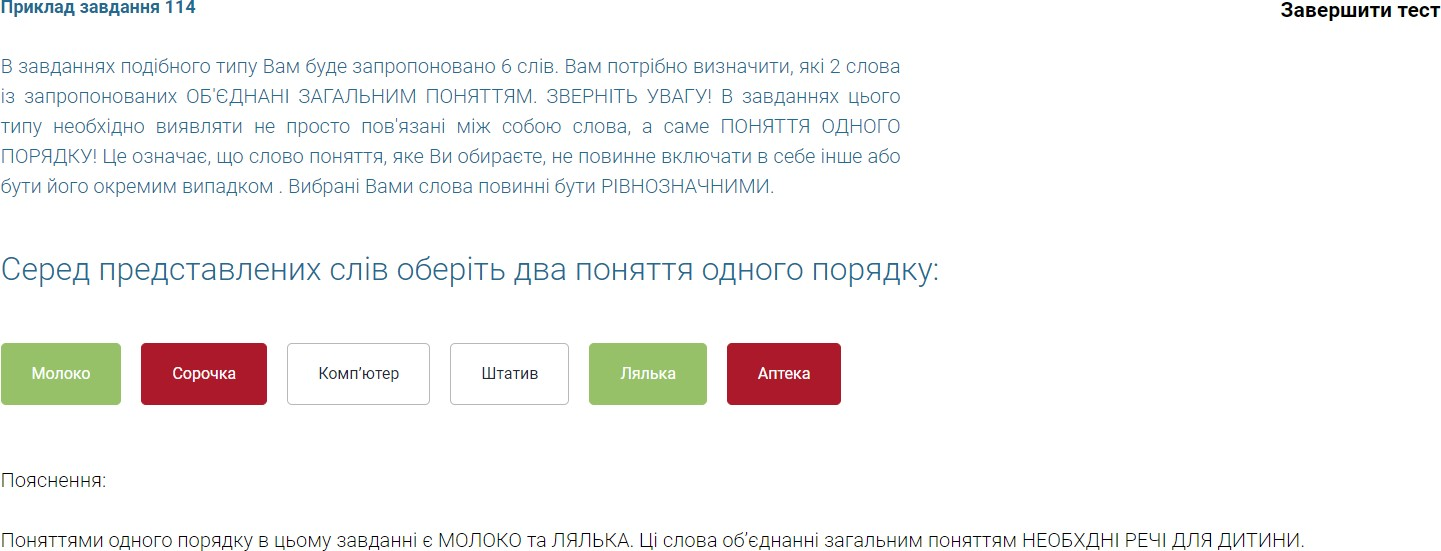 Приклад завдання 114
Завершити тест
В завданнях подібного типу Вам буде запропоновано 6 слів. Вам потрібно визначити, які 2 слова
із запропонованих ОБ'ЄДНАНІ ЗАГАЛЬНИМ ПОНЯТТЯМ. ЗВЕРНІТЬ УВАГУ! В завданнях цього
типу необхідно виявляти не просто пов'язані між собою слова, а саме ПОНЯТТЯ ОДНОГО
ПОРЯДКУ! Це означає, що слово поняття, яке Ви обираєте, не повинне включати в себе інше або
бути його окремим випадком . Вибрані Вами слова повинні бути РІВНОЗНАЧНИМИ.
Серед представлених слів оберіть два поняття одного порядку:
Молоко
Сорочка
Комп’ютер
Штатив
Лялька
Аптека
Пояснення:
Поняттями одного порядку в цьому завданні є МОЛОКО та ЛЯЛЬКА. Ці слова об’єднанні загальним поняттям НЕОБХДНІ РЕЧІ ДЛЯ ДИТИНИ.